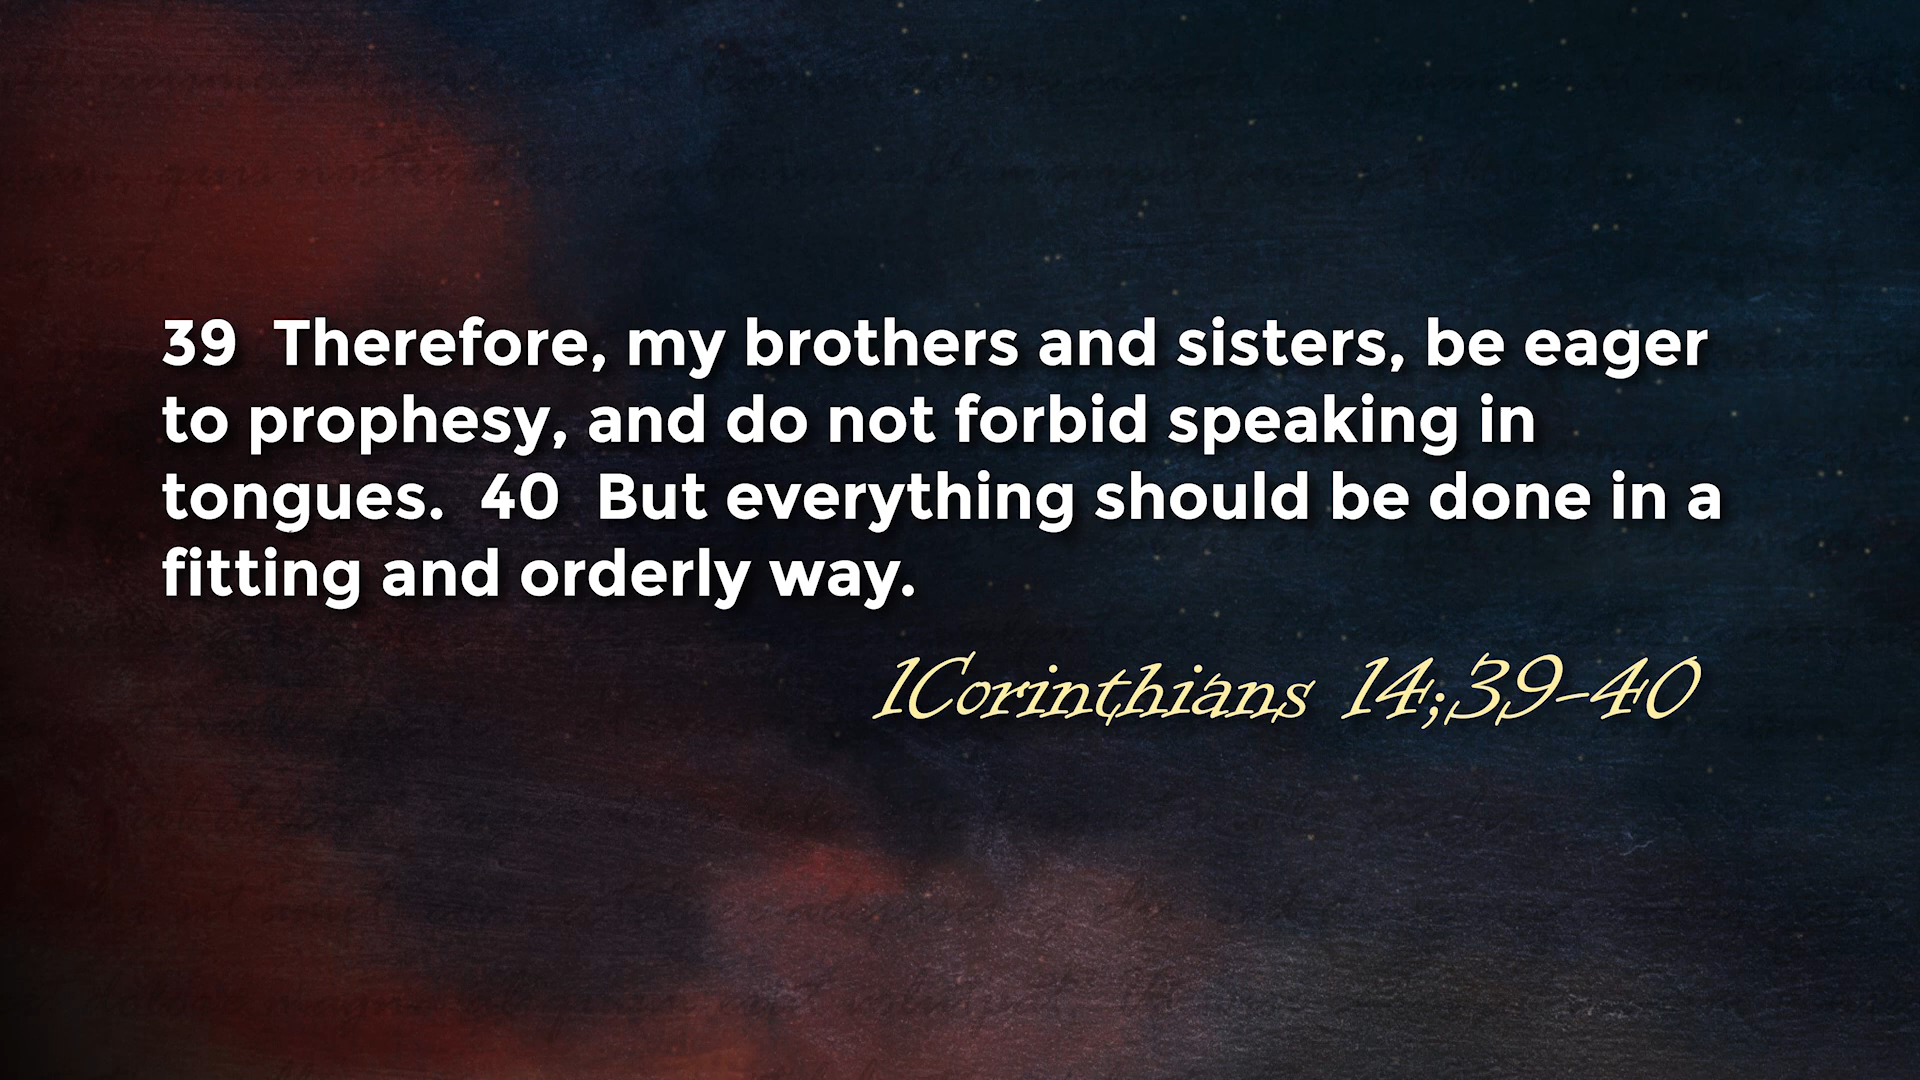 39  Therefore, my brothers and sisters, be eager
to prophesy, and do not forbid speaking in
tongues.  40  But everything should be done in a
fitting and orderly way.
1Corinthians 14;39-40